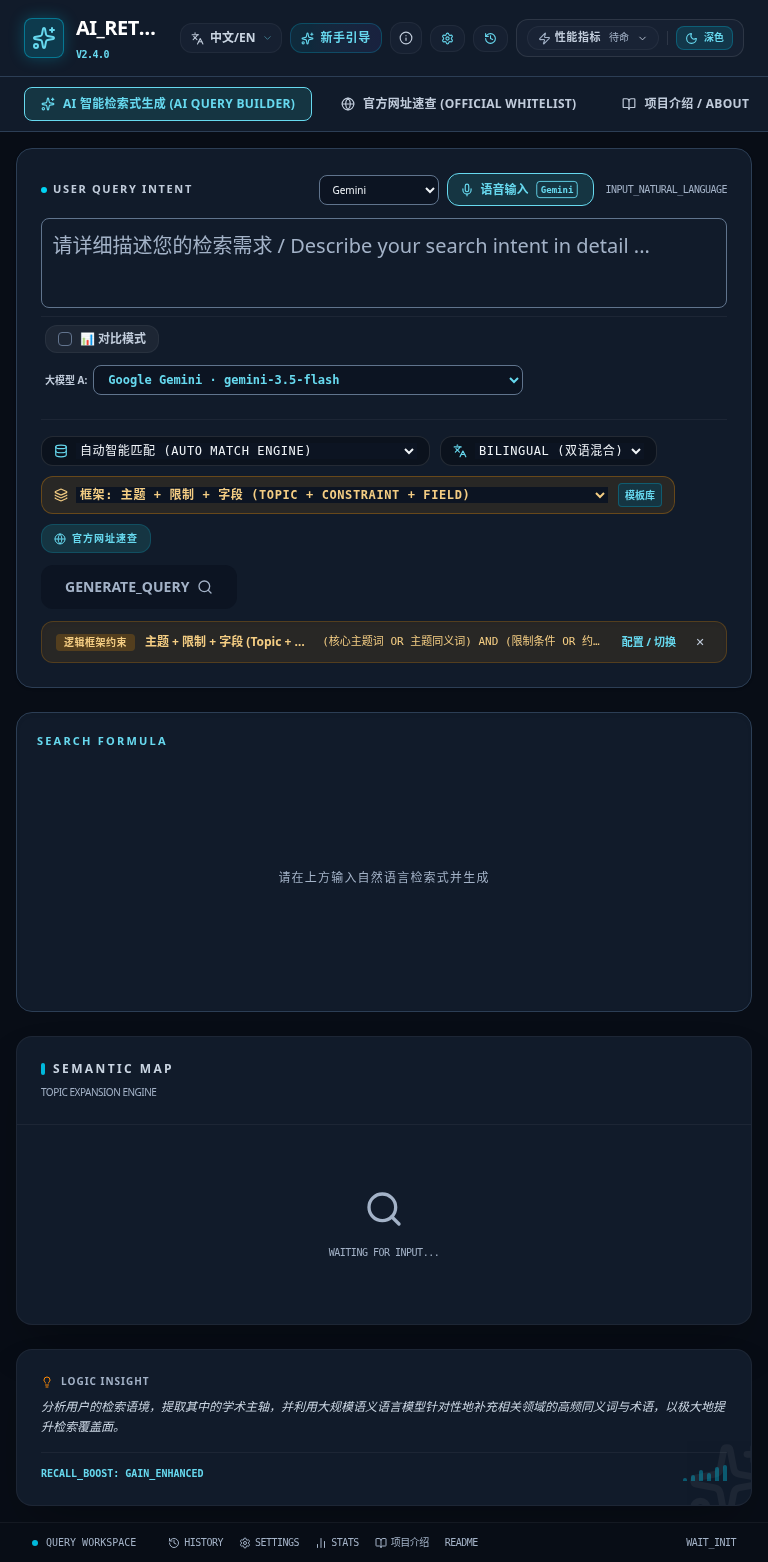 AI_RET...
V2.4.0
中文/EN
新手引导
性能指标 待命
深色
AI 智能检索式生成 (AI QUERY BUILDER)
官方网址速查 (OFFICIAL WHITELIST)
项目介绍 / ABOUT
USER QUERY INTENT
Gemini
语音输入 Gemini
INPUT_NATURAL_LANGUAGE
请详细描述您的检索需求 / Describe your search intent in detail ...
📊 对比模式
大模型 A: Google Gemini · gemini-3.5-flash
自动智能匹配 (AUTO MATCH ENGINE)
BILINGUAL (双语混合)
框架: 主题 + 限制 + 字段 (TOPIC + CONSTRAINT + FIELD)
模板库
官方网址速查
GENERATE_QUERY
逻辑框架约束 主题 + 限制 + 字段 (Topic + ... (核心主题词 OR 主题同义词) AND (限制条件 OR 约... 配置 / 切换 ×
SEARCH FORMULA
请在上方输入自然语言检索式并生成
SEMANTIC MAP
TOPIC EXPANSION ENGINE
WAITING FOR INPUT...
LOGIC INSIGHT
分析用户的检索语境，提取其中的学术主轴，并利用大规模语义语言模型针对性地补充相关领域的高频同义词与术语，以极大地提
升检索覆盖面。
RECALL_BOOST: GAIN_ENHANCED
QUERY WORKSPACE
HISTORY
SETTINGS
STATS
项目介绍
README
WAIT_INIT